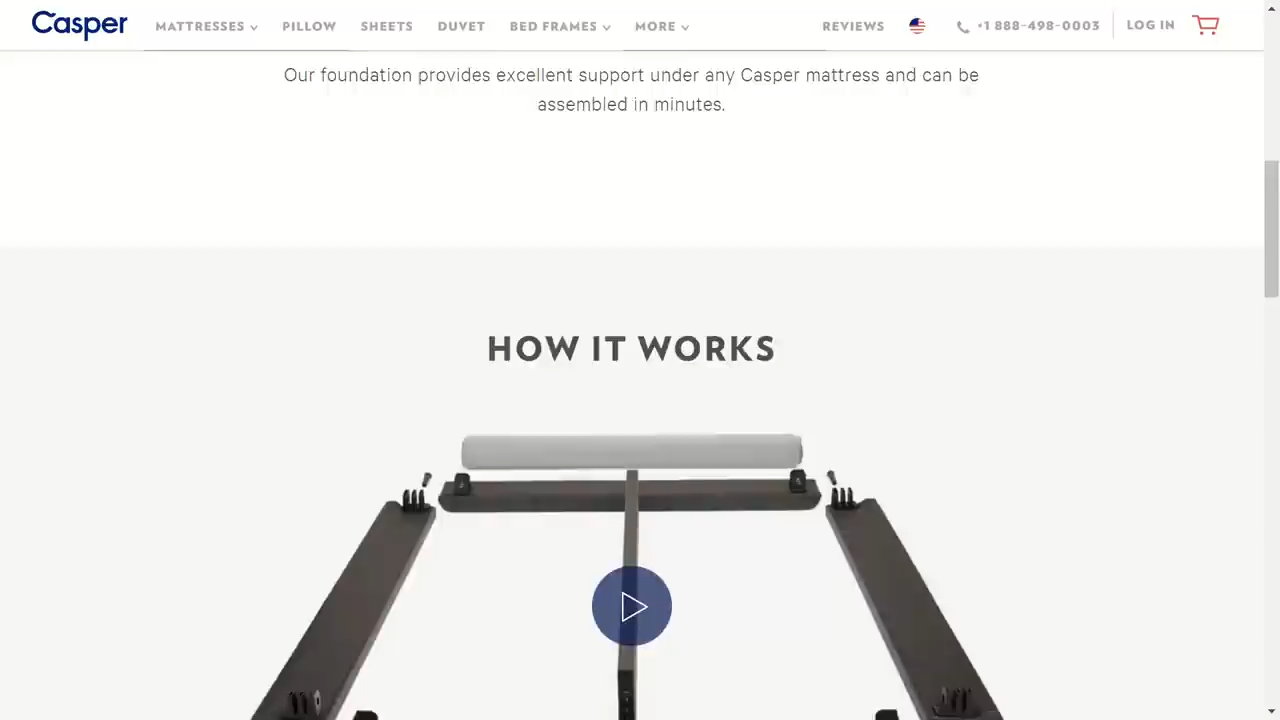 Casper MATTRESSES PILLOW SHEETS DUVET BED FRAMES MORE REVIEWS +1 888-498-0003 LOG IN
Our foundation provides excellent support under any Casper mattress and can be
assembled in minutes.
HOW IT WORKS